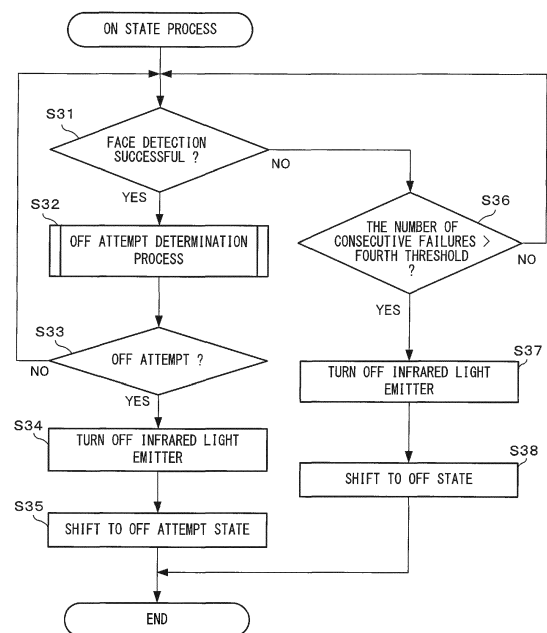 ON STATE PROCESS
S31
FACE DETECTION
SUCCESSFUL ?
NO
YES
S32
OFF ATTEMPT DETERMINATION
PROCESS
S33
OFF ATTEMPT ?
NO
YES
S34
TURN OFF INFRARED LIGHT
EMITTER
S35
SHIFT TO OFF ATTEMPT STATE
S36
THE NUMBER OF
CONSECUTIVE FAILURES >
FOURTH THRESHOLD
?
NO
YES
S37
TURN OFF INFRARED LIGHT
EMITTER
S38
SHIFT TO OFF STATE
END